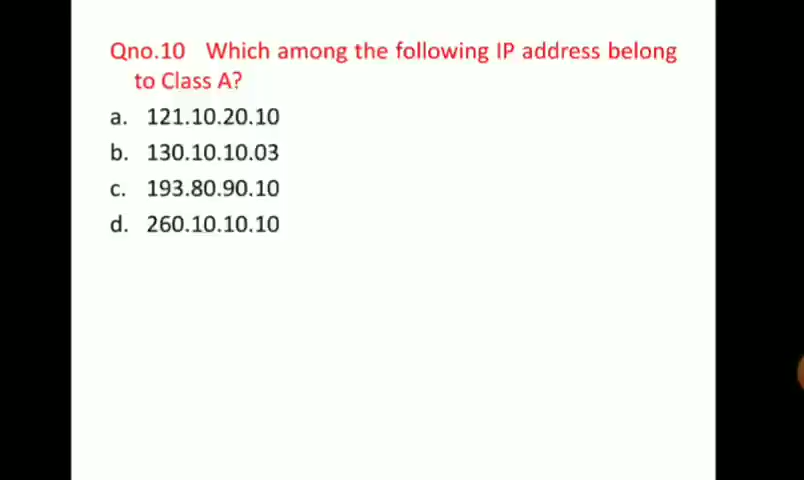 Qno.10 Which among the following IP address belong
to Class A?
a. 121.10.20.10
b. 130.10.10.03
c. 193.80.90.10
d. 260.10.10.10